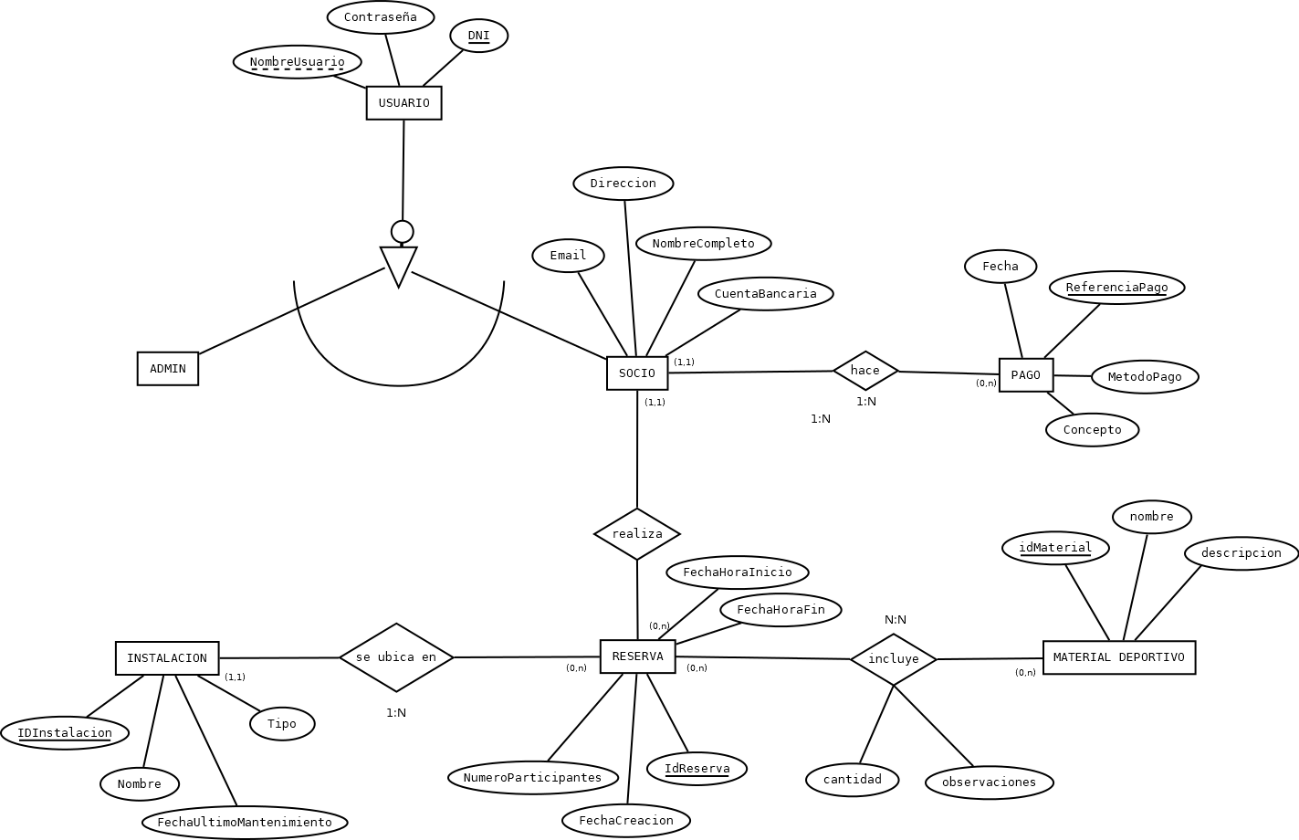 Contraseña
DNI
NombreUsuario
USUARIO
Direccion
NombreCompleto
Email
CuentaBancaria
Fecha
ReferenciaPago
(1,1)
ADMIN
SOCIO
hace
(0,n)
PAGO
MetodoPago
(1,1)
1:N
1:N
Concepto
nombre
realiza
idMaterial
descripcion
FechaHoraInicio
FechaHoraFin
(0,n)
N:N
INSTALACION
se ubica en
RESERVA
incluye
MATERIAL DEPORTIVO
(1,1)
(0,n)
(0,n)
(0,n)
1:N
IDInstalacion
Tipo
Nombre
FechaUltimoMantenimiento
NumeroParticipantes
IdReserva
FechaCreacion
cantidad
observaciones